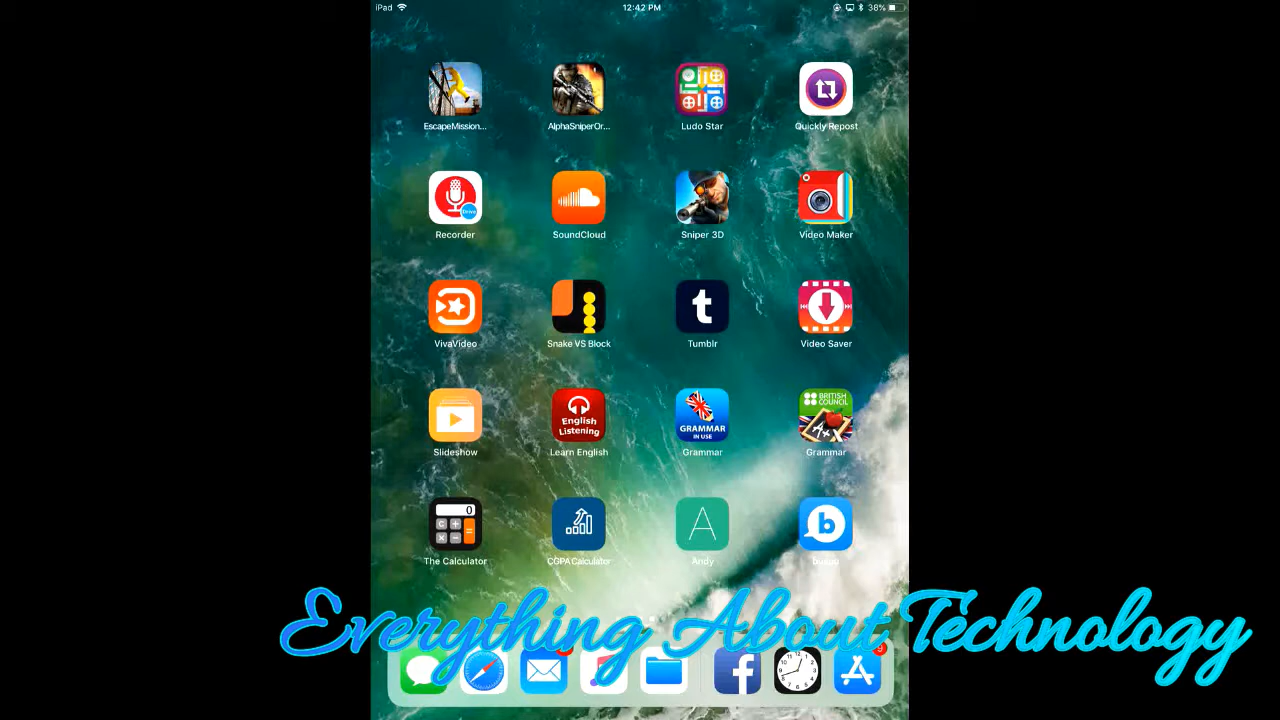 iPad 12:42 PM 38%
EscapeMission... AlphaSniperOr... Ludo Star Quickly Repost
Drive
Recorder SoundCloud Sniper 3D Video Maker
t
VivaVideo Snake VS Block Tumblr Video Saver
English Listening GRAMMAR IN USE BRITISH COUNCIL A+
Slideshow Learn English Grammar Grammar
0
C + − × =
A b
The Calculator CGPA Calculator Andy busuu
Everything About Technology
f